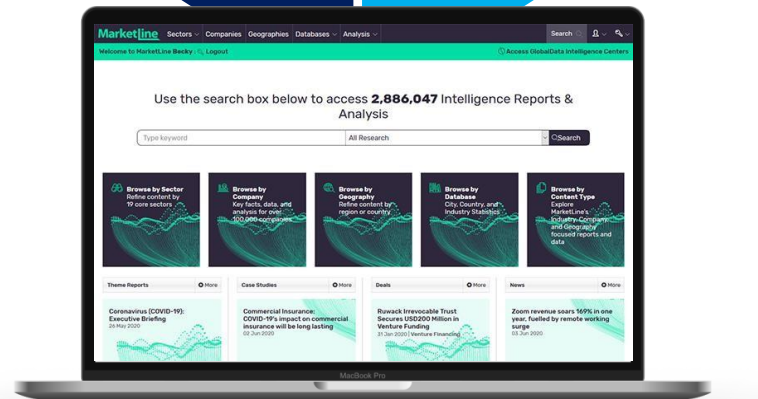 MarketLine Sectors Companies Geographies Databases Analysis Search
Welcome to MarketLine Becky : Logout Access GlobalData Intelligence Centers
Use the search box below to access 2,886,047 Intelligence Reports &
Analysis
Type keyword All Research Search
Browse by Sector
Refine content by
19 core sectors
Browse by
Company
Key facts, data, and
analysis for over
100,000 companies
Browse by
Geography
Refine content by
region or country
Browse by
Database
City, Country, and
Industry Statistics
Browse by
Content Type
Explore
MarketLine's
Industry, Company,
and Geography
focused reports and
data
Theme Reports More
Case Studies More
Deals More
News More
Coronavirus (COVID-19):
Executive Briefing
26 May 2020
Commercial Insurance:
COVID-19's impact on commercial
insurance will be long lasting
02 Jun 2020
Ruwack Irrevocable Trust
Secures USD200 Million in
Venture Funding
31 Jan 2020 | Venture Financing|
Zoom revenue soars 169% in one
year, fuelled by remote working
surge
03 Jun 2020
MacBook Pro